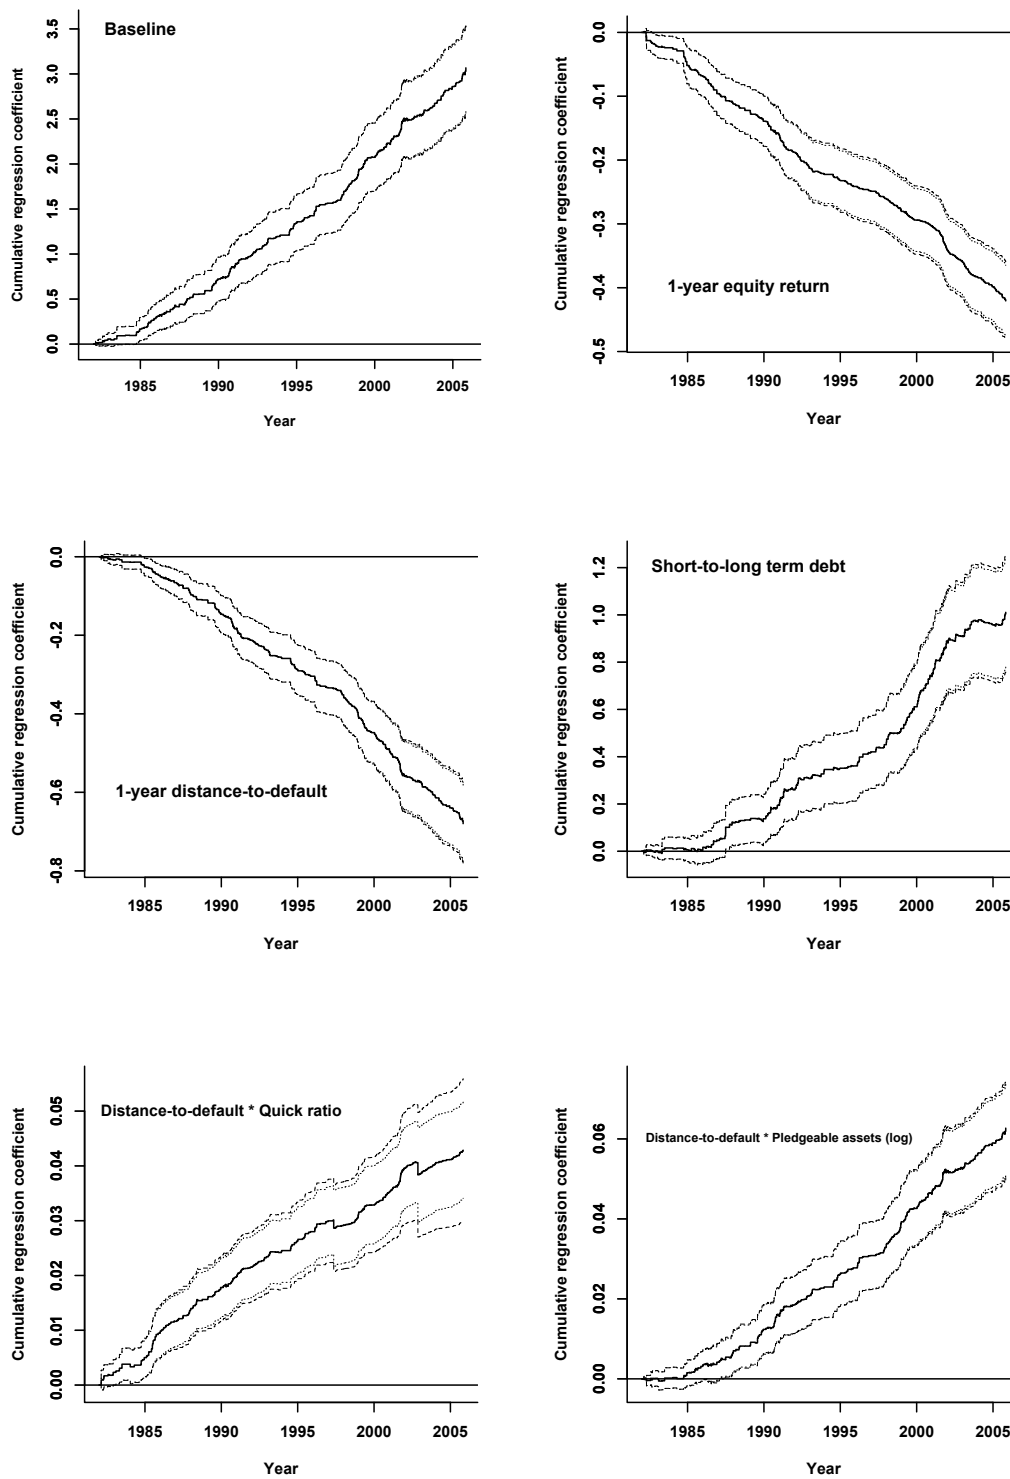 Baseline
Cumulative regression coefficient
0.0 0.5 1.0 1.5 2.0 2.5 3.0 3.5
1985 1990 1995 2000 2005
Year
1-year equity return
Cumulative regression coefficient
-0.5 -0.4 -0.3 -0.2 -0.1 0.0
1985 1990 1995 2000 2005
Year
1-year distance-to-default
Cumulative regression coefficient
-0.8 -0.6 -0.4 -0.2 0.0
1985 1990 1995 2000 2005
Year
Short-to-long term debt
Cumulative regression coefficient
0.0 0.2 0.4 0.6 0.8 1.0 1.2
1985 1990 1995 2000 2005
Year
Distance-to-default * Quick ratio
Cumulative regression coefficient
0.00 0.01 0.02 0.03 0.04 0.05
1985 1990 1995 2000 2005
Year
Distance-to-default * Pledgeable assets (log)
Cumulative regression coefficient
0.00 0.02 0.04 0.06
1985 1990 1995 2000 2005
Year